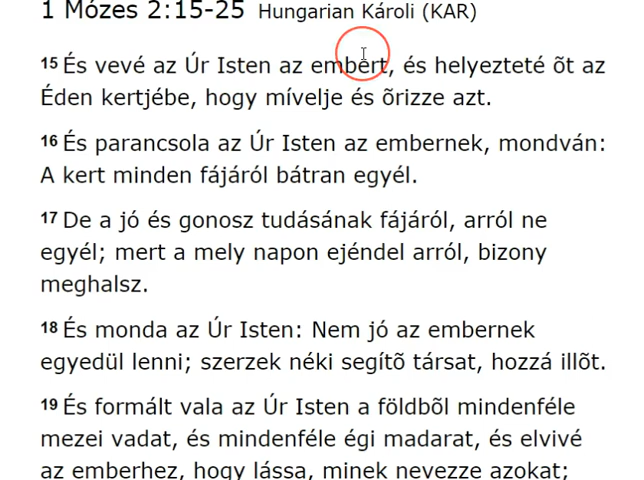 1 Mózes 2:15-25 Hungarian Károli (KAR)
15 És vevé az Úr Isten az embert, és helyezteté õt az
Éden kertjébe, hogy mívelje és õrizze azt.
16 És parancsola az Úr Isten az embernek, mondván:
A kert minden fájáról bátran egyél.
17 De a jó és gonosz tudásának fájáról, arról ne
egyél; mert a mely napon ejéndel arról, bizony
meghalsz.
18 És monda az Úr Isten: Nem jó az embernek
egyedül lenni; szerzek néki segítõ társat, hozzá illõt.
19 És formált vala az Úr Isten a földbõl mindenféle
mezei vadat, és mindenféle égi madarat, és elvivé
az emberhez, hogy lássa, minek nevezze azokat;